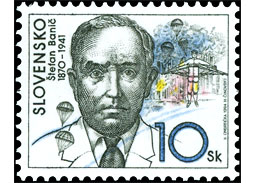 SLOVENSKO
Štefan Banič
1870-1941
10 Sk